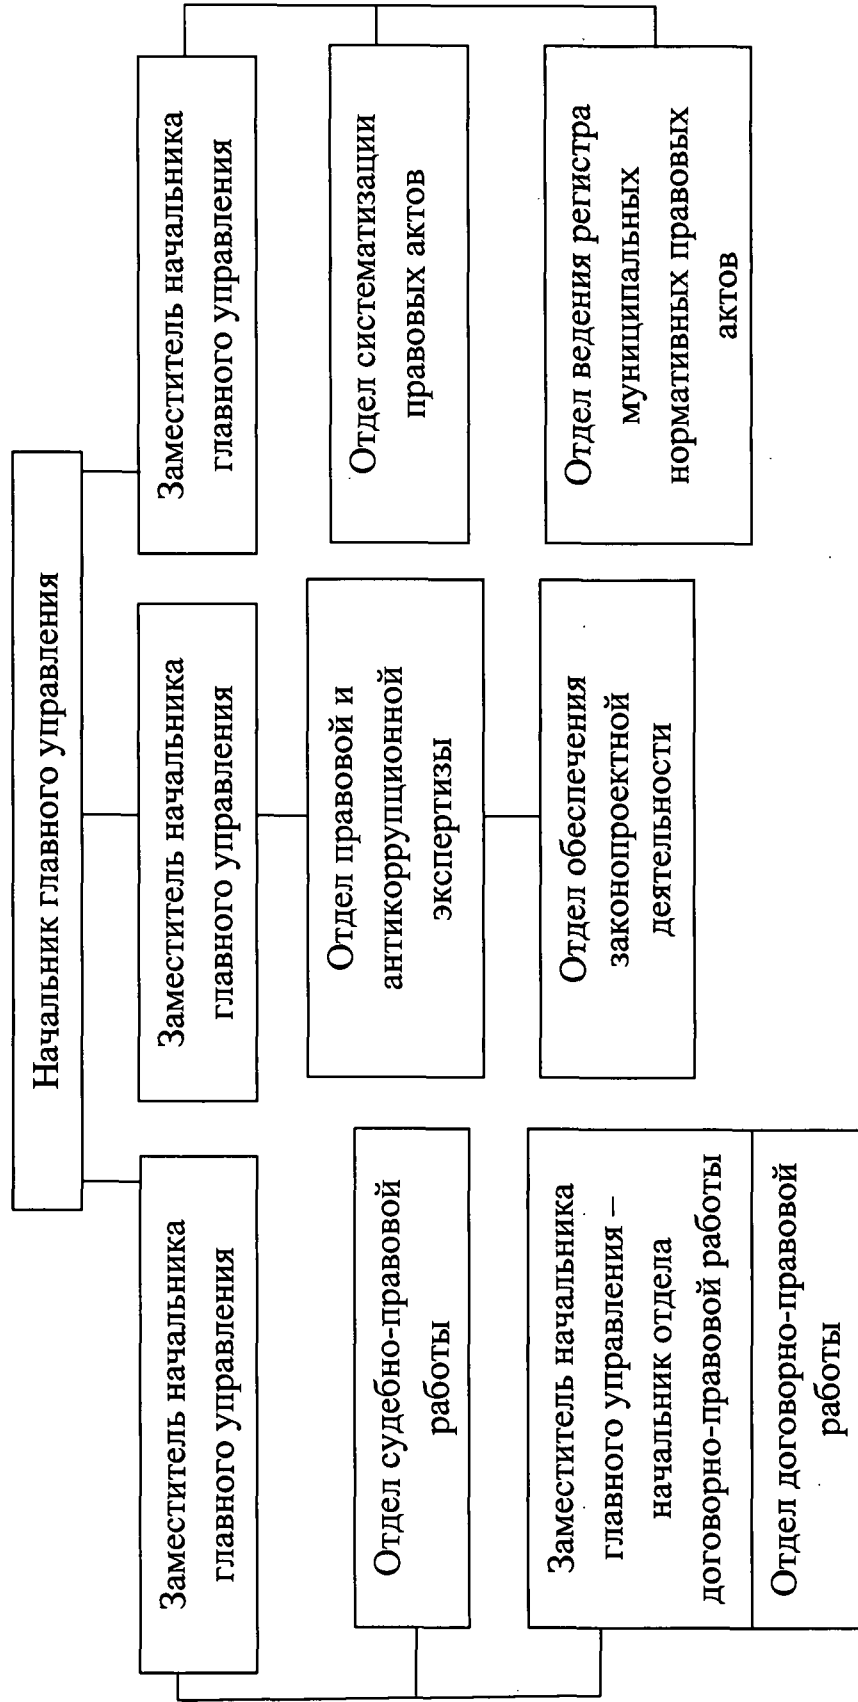 Начальник главного управления
Заместитель начальника
главного управления
Отдел судебно-правовой
работы
Заместитель начальника
главного управления –
начальник отдела
договорно-правовой работы
Отдел договорно-правовой
работы
Заместитель начальника
главного управления
Отдел правовой и
антикоррупционной
экспертизы
Отдел обеспечения
законопроектной
деятельности
Заместитель начальника
главного управления
Отдел систематизации
правовых актов
Отдел ведения регистра
муниципальных
нормативных правовых
актов